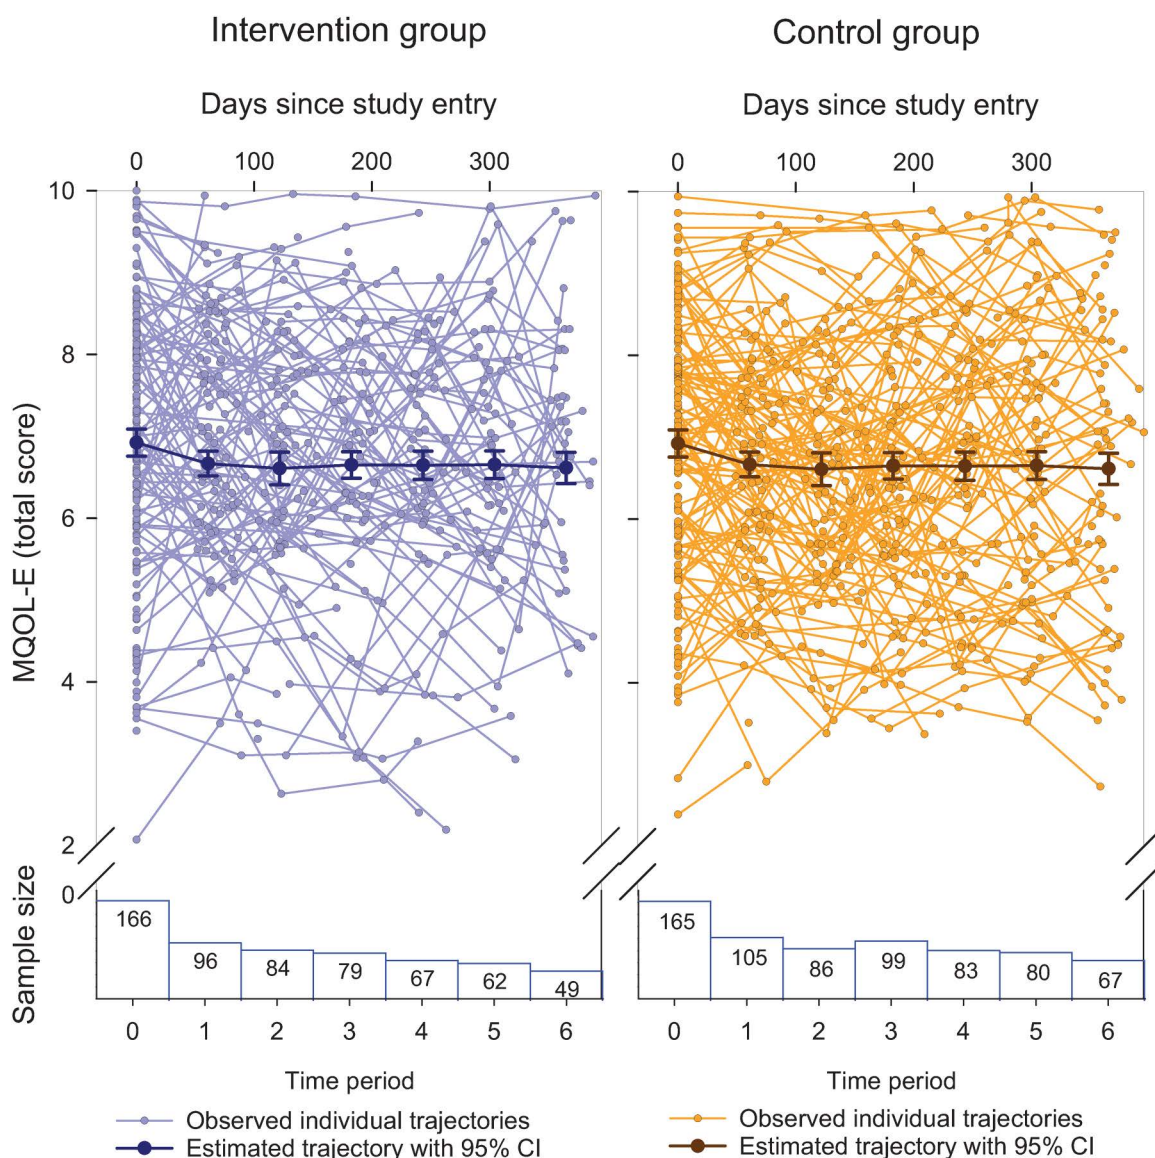 Intervention group
Control group
Days since study entry
Days since study entry
0 100 200 300
0 100 200 300
10
8
6
4
2
0
MQOL-E (total score)
Sample size
166 96 84 79 67 62 49
165 105 86 99 83 80 67
0 1 2 3 4 5 6
0 1 2 3 4 5 6
Time period
Time period
Observed individual trajectories
Estimated trajectory with 95% CI
Observed individual trajectories
Estimated trajectory with 95% CI